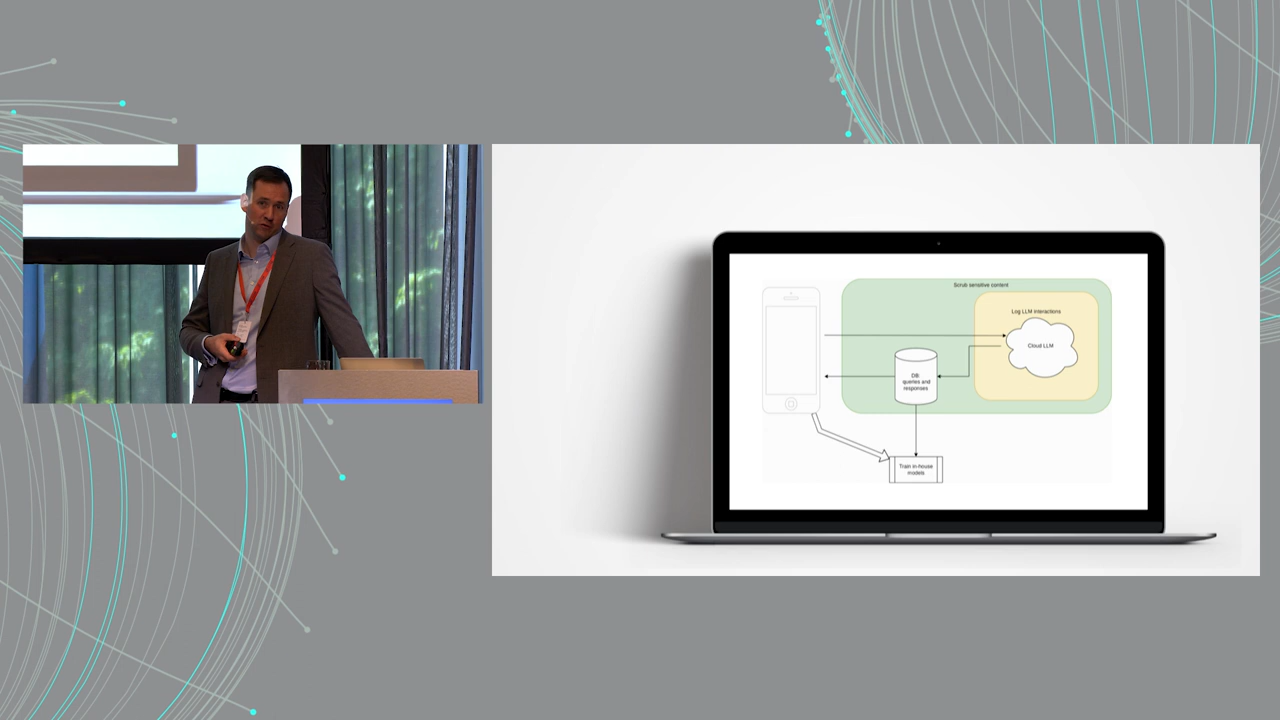 Scrub sensitive content
Log LLM interactions
Cloud LLM
DB:
queries and
responses
Train in-house
models